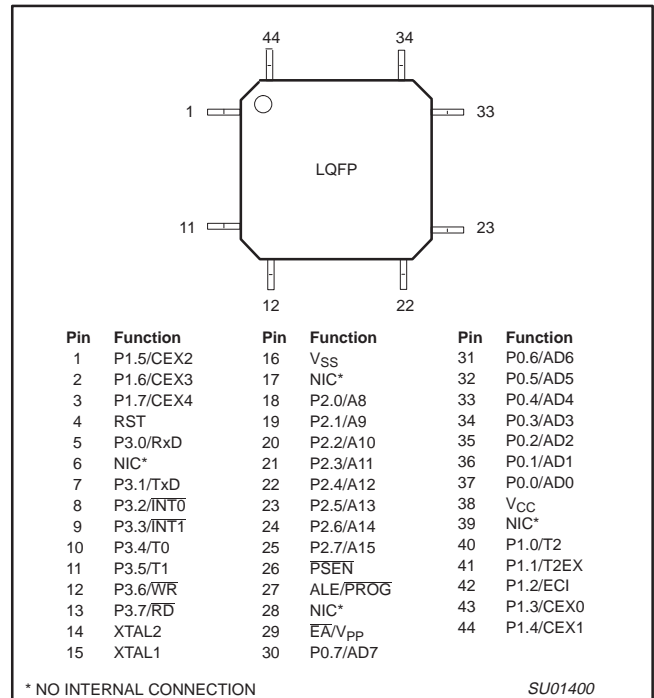 44 34
1 33
LQFP
11 23
12 22
Pin Function Pin Function Pin Function
1 P1.5/CEX2 16 VSS 31 P0.6/AD6
2 P1.6/CEX3 17 NIC* 32 P0.5/AD5
3 P1.7/CEX4 18 P2.0/A8 33 P0.4/AD4
4 RST 19 P2.1/A9 34 P0.3/AD3
5 P3.0/RxD 20 P2.2/A10 35 P0.2/AD2
6 NIC* 21 P2.3/A11 36 P0.1/AD1
7 P3.1/TxD 22 P2.4/A12 37 P0.0/AD0
8 P3.2/INT0 23 P2.5/A13 38 VCC
9 P3.3/INT1 24 P2.6/A14 39 NIC*
10 P3.4/T0 25 P2.7/A15 40 P1.0/T2
11 P3.5/T1 26 PSEN 41 P1.1/T2EX
12 P3.6/WR 27 ALE/PROG 42 P1.2/ECI
13 P3.7/RD 28 NIC* 43 P1.3/CEX0
14 XTAL2 29 EA/VPP 44 P1.4/CEX1
15 XTAL1 30 P0.7/AD7
* NO INTERNAL CONNECTION SU01400